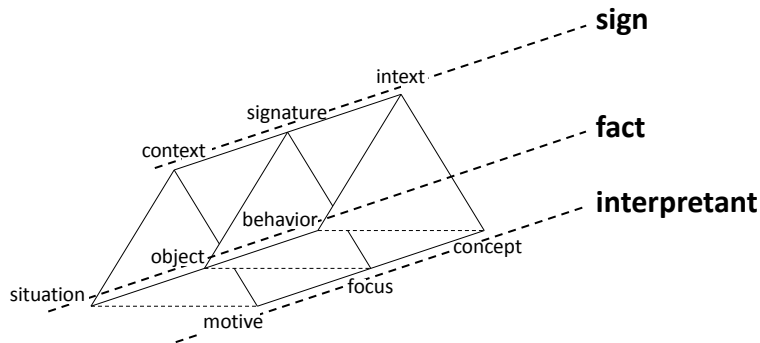 sign
intext
signature
fact
context
interpretant
behavior
concept
object
situation
focus
motive